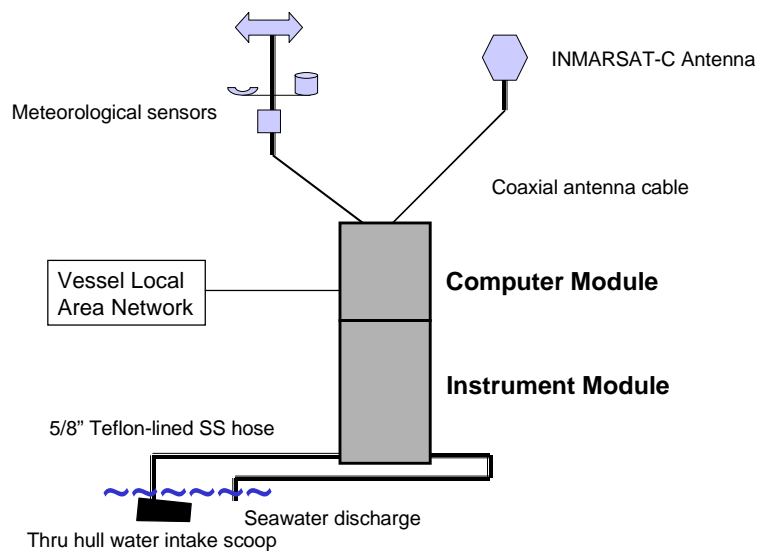 INMARSAT-C Antenna
Meteorological sensors
Coaxial antenna cable
Vessel Local
Area Network
Computer Module
Instrument Module
5/8” Teflon-lined SS hose
Seawater discharge
Thru hull water intake scoop